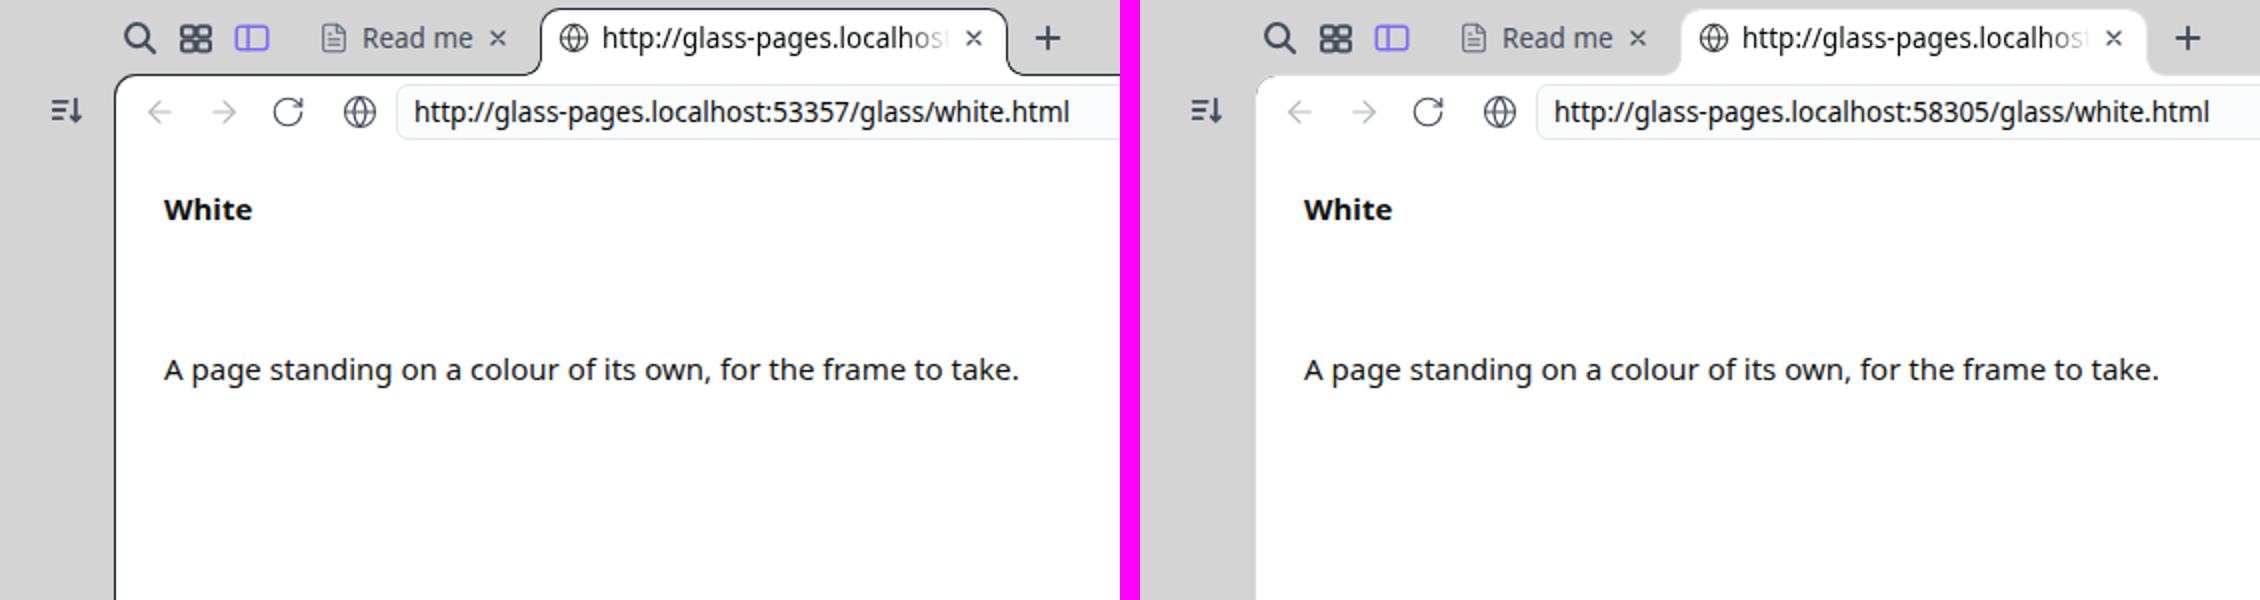 Read me
http://glass-pages.localhost
http://glass-pages.localhost:53357/glass/white.html
White
A page standing on a colour of its own, for the frame to take.
Read me
http://glass-pages.localhost
http://glass-pages.localhost:58305/glass/white.html
White
A page standing on a colour of its own, for the frame to take.